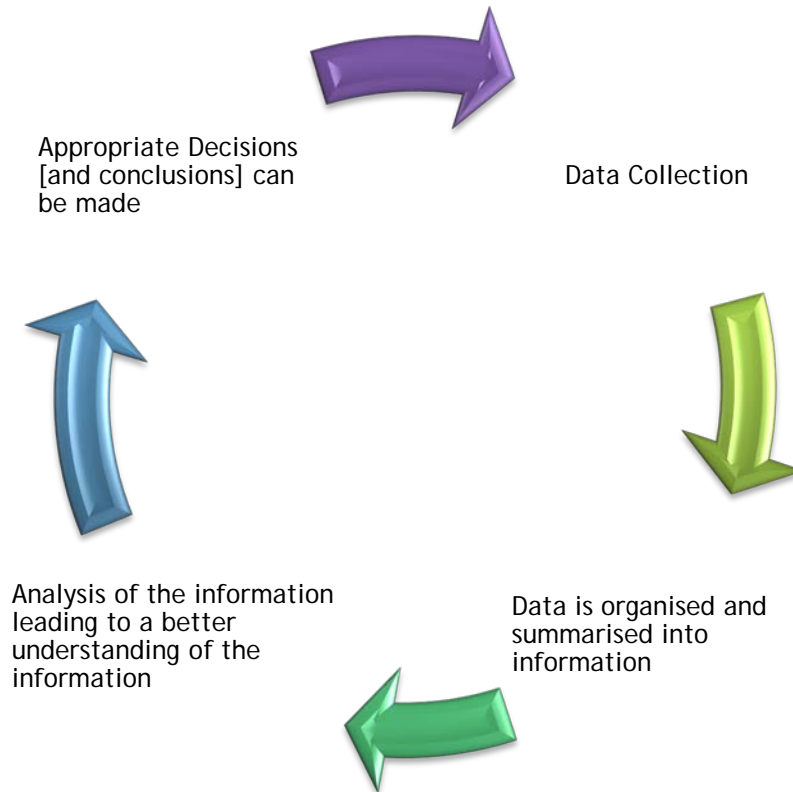 Appropriate Decisions
[and conclusions] can
be made
Data Collection
Analysis of the information
leading to a better
understanding of the
information
Data is organised and
summarised into
information